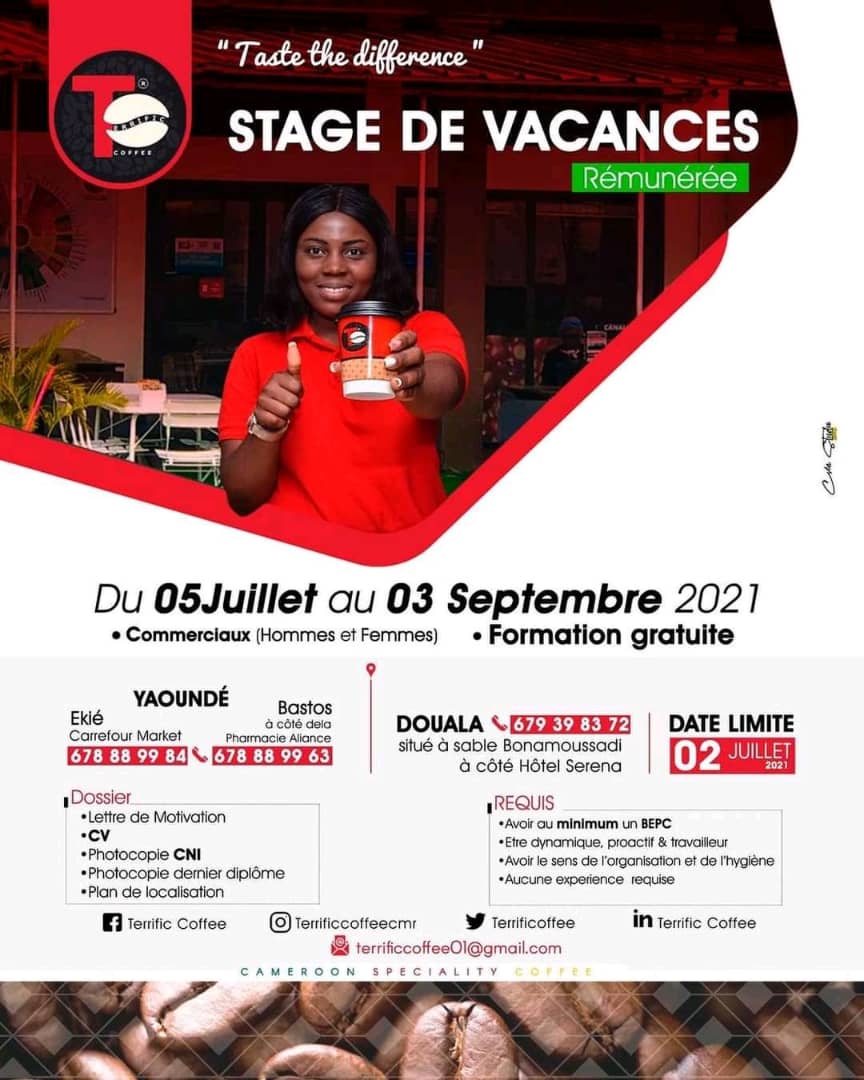 "Taste the difference"
T ®
ERRIFIC
COFFEE
STAGE DE VACANCES
Rémunérée
CANAL
Du 05Juillet au 03 Septembre 2021
• Commerciaux (Hommes et Femmes) • Formation gratuite
YAOUNDÉ
Ekié
Carrefour Market
678 88 99 84
Bastos
à côté dela
Pharmacie Aliance
678 88 99 63
DOUALA 679 39 83 72
situé à sable Bonamoussadi
à côté Hôtel Serena
DATE LIMITE
02 JUILLET
2021
Dossier
•Lettre de Motivation
•CV
•Photocopie CNI
•Photocopie dernier diplôme
•Plan de localisation
REQUIS
•Avoir au minimum un BEPC
•Etre dynamique, proactif & travailleur
•Avoir le sens de l'organisation et de l'hygiène
•Aucune experience requise
Terrific Coffee
Terrificcoffeecmr
Terrificoffee
in Terrific Coffee
terrificcoffee01@gmail.com
CAMEROON SPECIALITY COFFEE